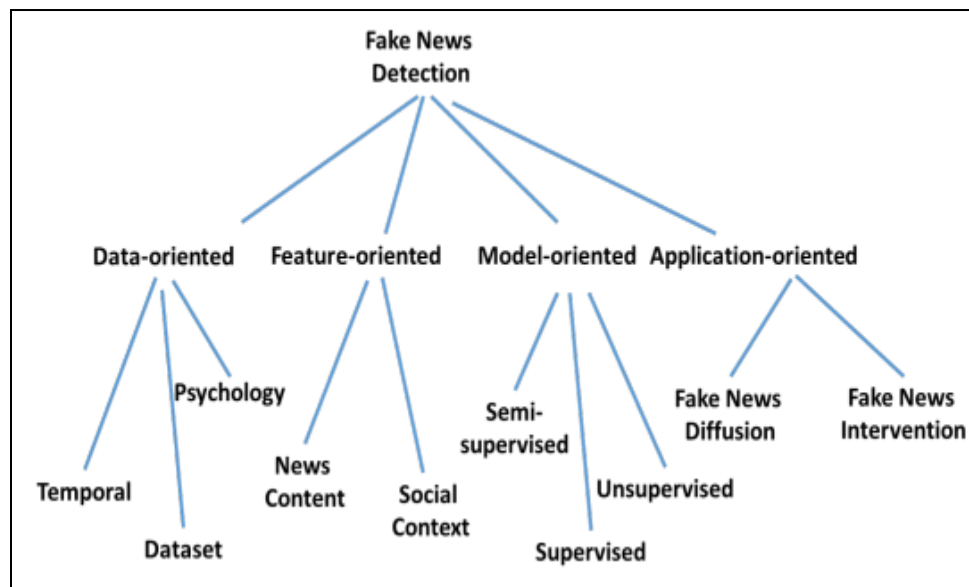 Fake News
Detection
Data-oriented Feature-oriented Model-oriented Application-oriented
Psychology
Semi-
supervised
Fake News
Diffusion
Fake News
Intervention
Temporal
News
Content
Social
Context
Unsupervised
Dataset
Supervised